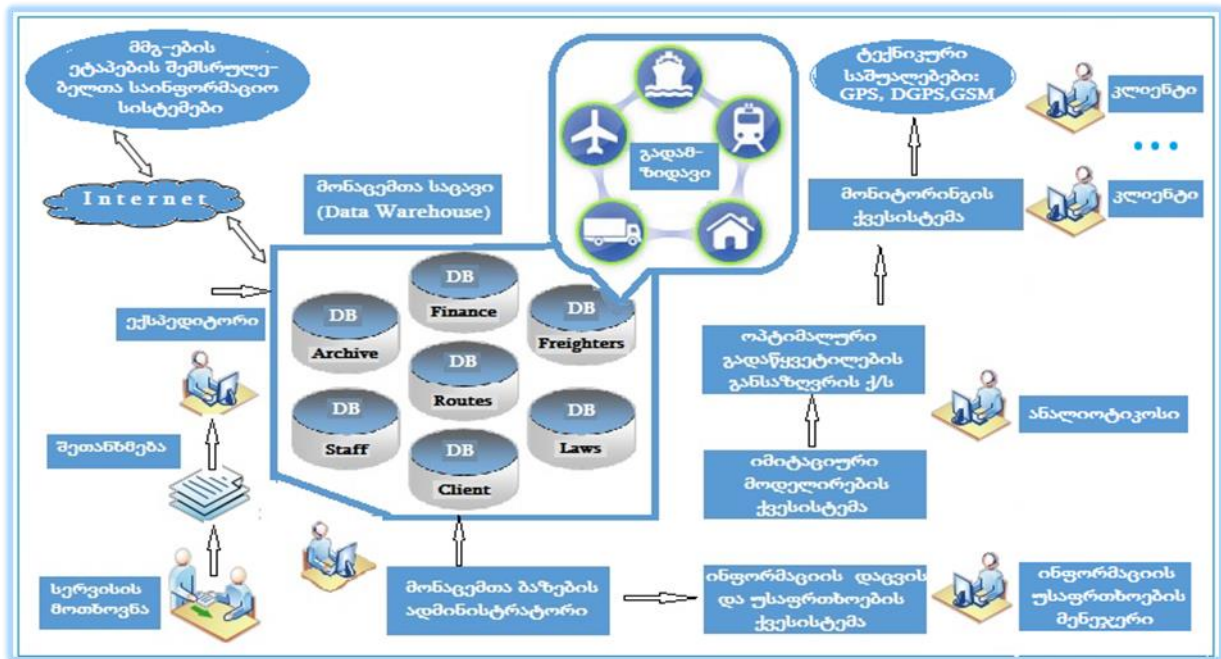 მმგ-ების
ეტაპების შემსრულე-
ბელთა საინფორმაციო
სისტემები
Internet
მონაცემთა საცავი
(Data Warehouse)
გადამ-
ზიდავი
ტექნიკური
საშუალებები:
GPS, DGPS,GSM
კლიენტი
...
კლიენტი
მონიტორინგის
ქვესისტემა
ექსპედიტორი
DB
Finance
DB
Archive
DB
Freighters
DB
Routes
DB
Staff
DB
Laws
DB
Client
ოპტიმალური
გადაწყვეტილების
განსაზღვრის ქ/ს
ანალიოტიკოსი
შეთანხმება
იმიტაციური
მოდელირების
ქვესისტემა
სერვისის
მოთხოვნა
მონაცემთა ბაზების
ადმინისტრატორი
ინფორმაციის დაცვის
და უსაფრთხოების
ქვესისტემა
ინფორმაციის
უსაფრთხოების
მენეჯერი